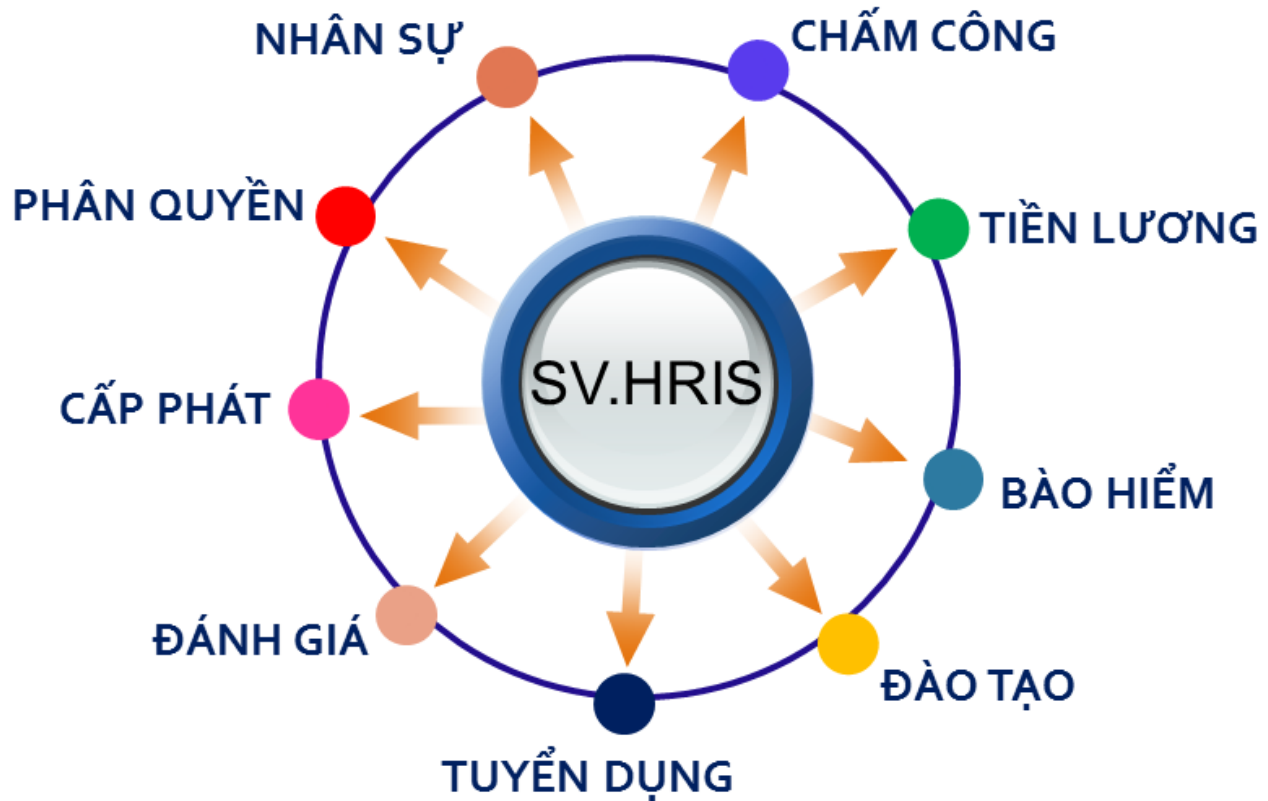 NHÂN SỰ
CHẤM CÔNG
PHÂN QUYỀN
TIỀN LƯƠNG
SV.HRIS
CẤP PHÁT
BÀO HIỂM
ĐÁNH GIÁ
ĐÀO TẠO
TUYỂN DỤNG